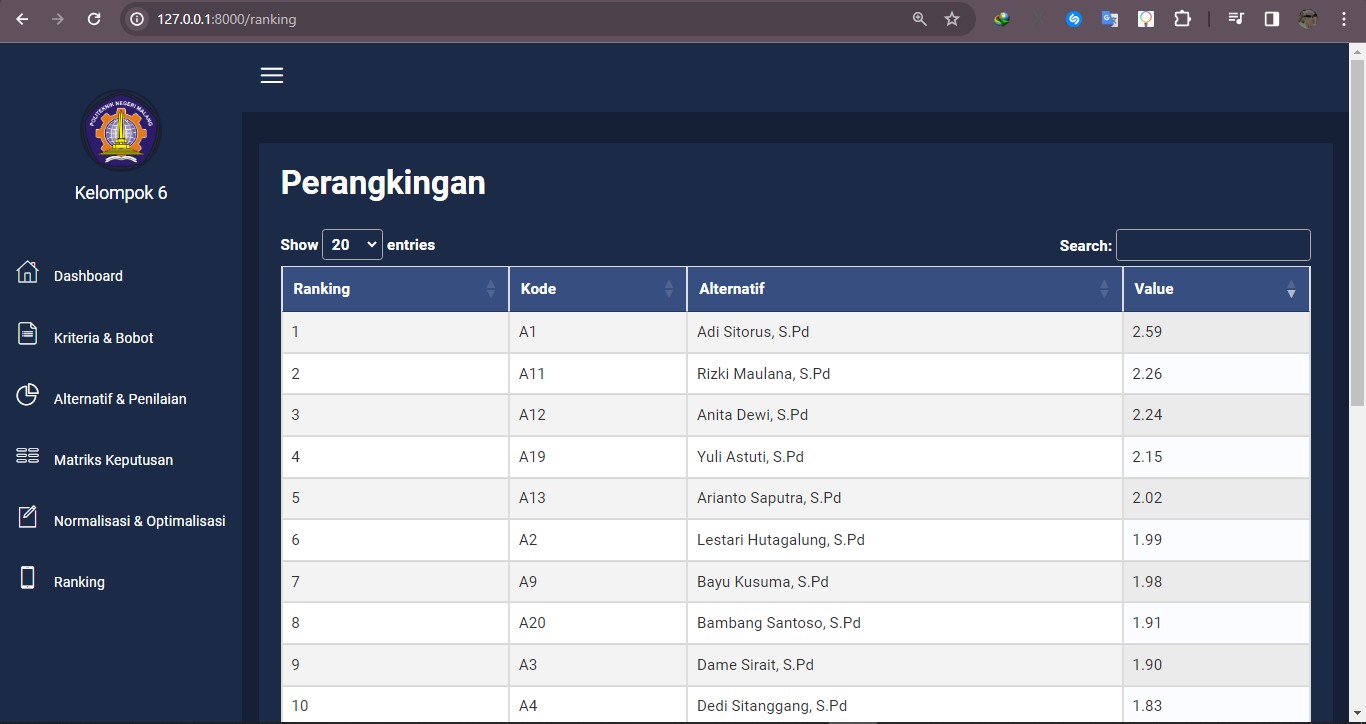 127.0.0.1:8000/ranking
POLITEKNIK NEGERI MALANG
Kelompok 6
Dashboard
Kriteria & Bobot
Alternatif & Penilaian
Matriks Keputusan
Normalisasi & Optimalisasi
Ranking
Perangkingan
Show 20 entries Search:
Ranking Kode Alternatif Value
1 A1 Adi Sitorus, S.Pd 2.59
2 A11 Rizki Maulana, S.Pd 2.26
3 A12 Anita Dewi, S.Pd 2.24
4 A19 Yuli Astuti, S.Pd 2.15
5 A13 Arianto Saputra, S.Pd 2.02
6 A2 Lestari Hutagalung, S.Pd 1.99
7 A9 Bayu Kusuma, S.Pd 1.98
8 A20 Bambang Santoso, S.Pd 1.91
9 A3 Dame Sirait, S.Pd 1.90
10 A4 Dedi Sitanggang, S.Pd 1.83